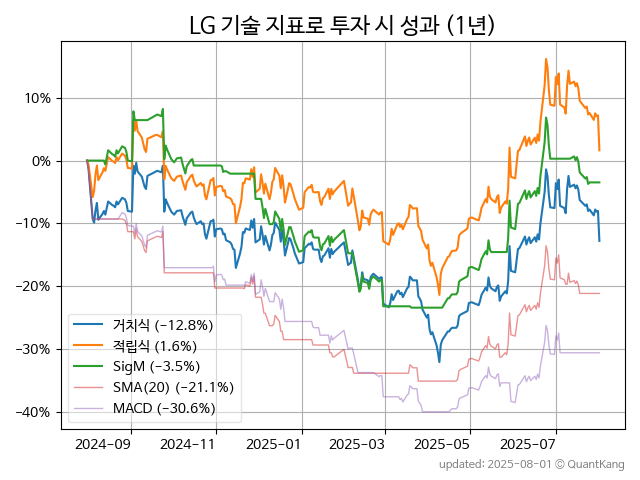 LG 기술 지표로 투자 시 성과 (1년)
10%
0%
−10%
−20%
−30%
−40%
거치식 (−12.8%)
적립식 (1.6%)
SigM (−3.5%)
SMA(20) (−21.1%)
MACD (−30.6%)
2024−09
2024−11
2025−01
2025−03
2025−05
2025−07
updated: 2025-08-01 © QuantKang